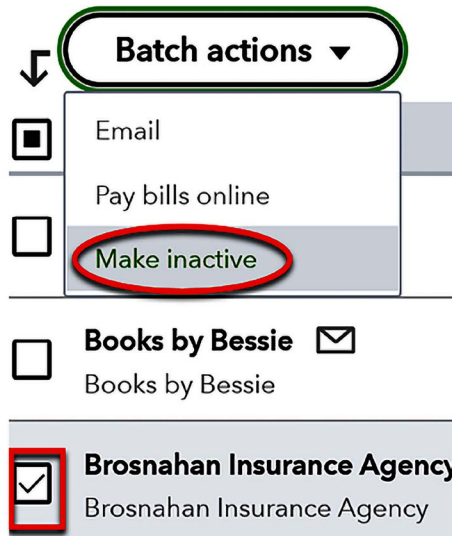 Batch actions
Email
Pay bills online
Make inactive
Books by Bessie
Books by Bessie
Brosnahan Insurance Agency
Brosnahan Insurance Agency